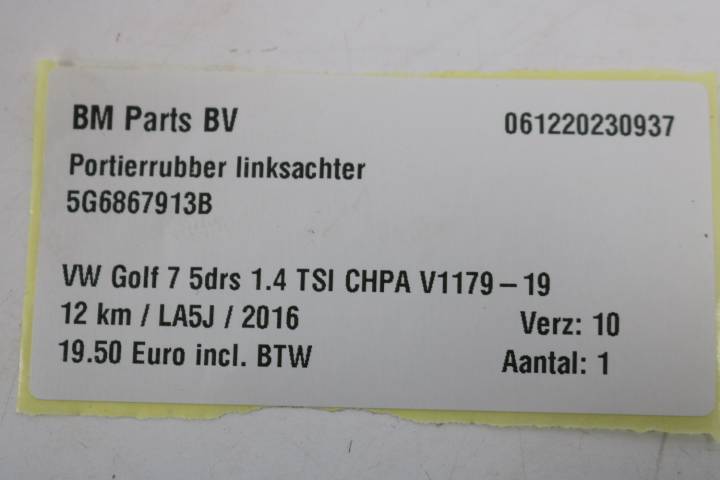 BM Parts BV 061220230937
Portierrubber linksachter
5G6867913B
VW Golf 7 5drs 1.4 TSI CHPA V1179 – 19
12 km / LA5J / 2016 Verz: 10
19.50 Euro incl. BTW Aantal: 1